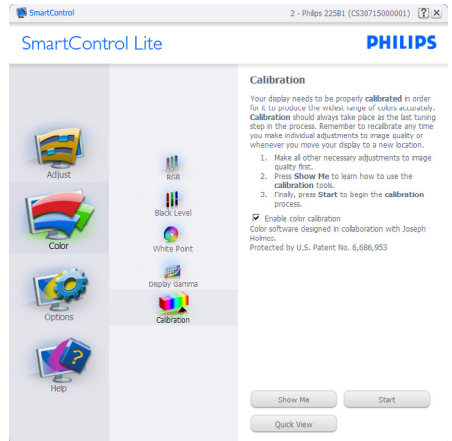 SmartControl
2 - Philips 225B1 (CS30715000001)
?
X
SmartControl Lite
PHILIPS
Adjust
Color
Options
Help
RGB
Black Level
White Point
Display Gamma
Calibration
Calibration
Your display needs to be properly calibrated in order
for it to produce the widest range of colors accurately.
Calibration should always take place as the last tuning
step in the process. Remember to recalibrate any time
you make individual adjustments to image quality or
whenever you move your display to a new location.
1. Make all other necessary adjustments to image
quality first.
2. Press Show Me to learn how to use the
calibration tools.
3. Finally, press Start to begin the calibration
process.
Enable color calibration
Color software designed in collaboration with Joseph
Holmes.
Protected by U.S. Patent No. 6,686,953
Show Me
Start
Quick View